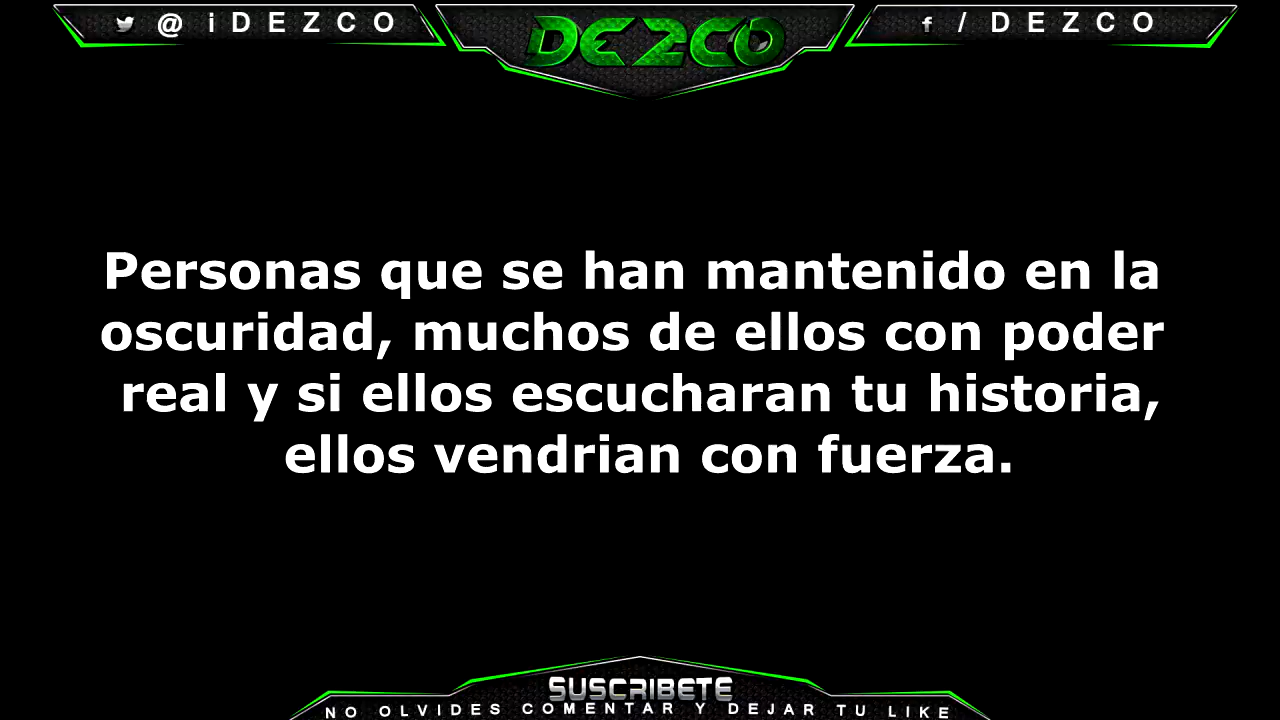 @iDEZCO
DEZCO
/DEZCO
Personas que se han mantenido en la
oscuridad, muchos de ellos con poder
real y si ellos escucharan tu historia,
ellos vendrian con fuerza.
SUSCRIBETE
NO OLVIDES COMENTAR Y DEJAR TU LIKE